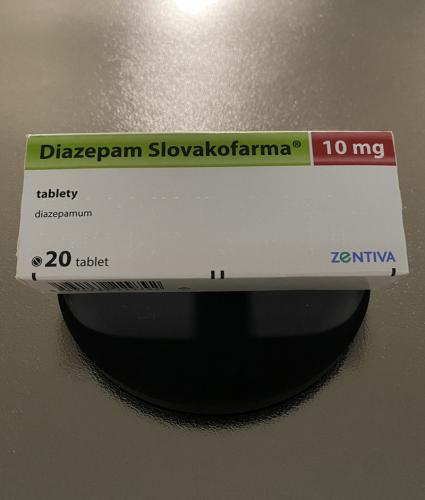 Diazepam Slovakofarma® 10 mg
tablety
diazepamum
20 tablet
ZENTIVA